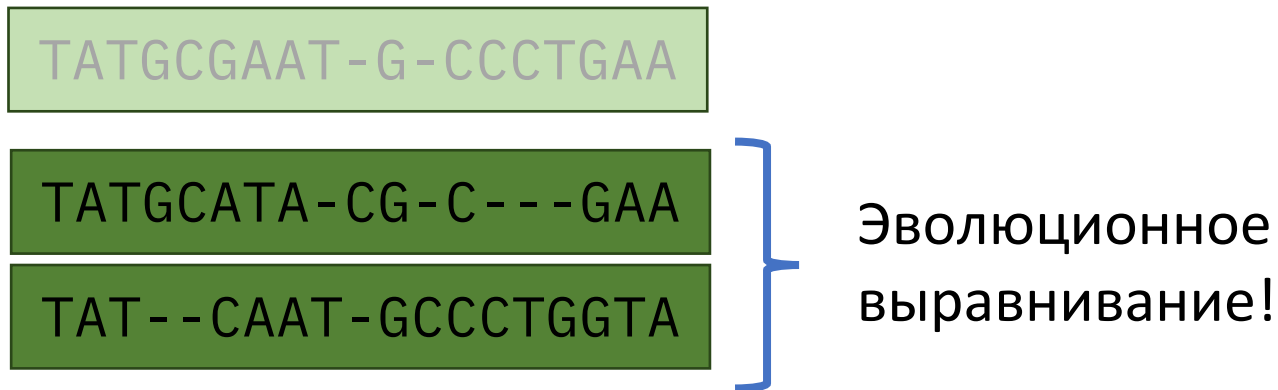 TATGCGAAT-G-CCCTGAA
TATGCATA-CG-C---GAA
TAT--CAAT-GCCCTGGTA
Эволюционное
выравнивание!